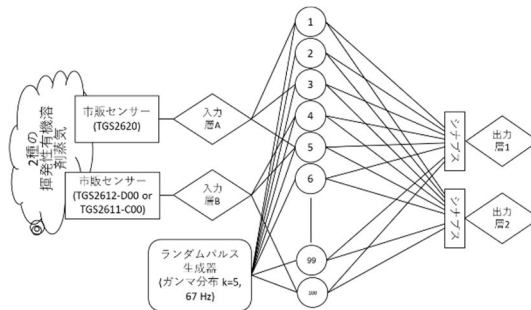 2種の
揮発性有機溶
剤蒸気
市販センサー
(TGS2620)
市販センサー
(TGS2612-D00 or
TGS2611-C00)
入力
層A
入力
層B
ランダムパルス
生成器
(ガンマ分布 k=5,
67 Hz)
1
2
3
4
5
6
99
100
シナプス
シナプス
出力
層1
出力
層2